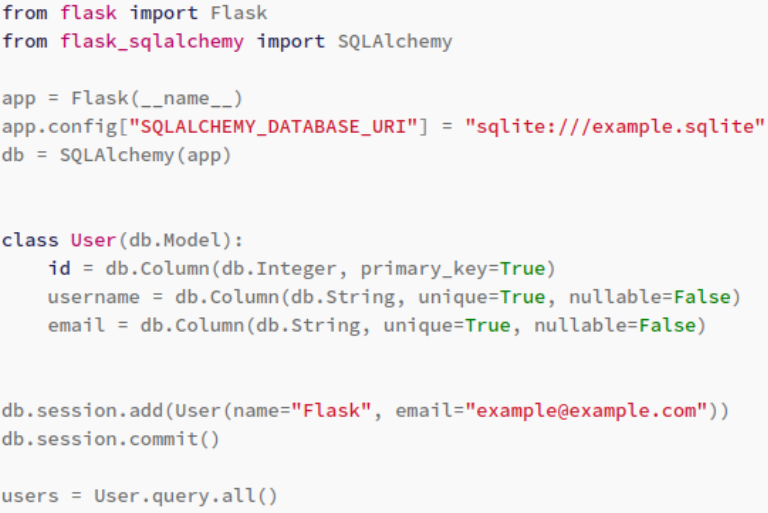 from flask import Flask
from flask_sqlalchemy import SQLAlchemy

app = Flask(__name__)
app.config["SQLALCHEMY_DATABASE_URI"] = "sqlite:///example.sqlite"
db = SQLAlchemy(app)


class User(db.Model):
    id = db.Column(db.Integer, primary_key=True)
    username = db.Column(db.String, unique=True, nullable=False)
    email = db.Column(db.String, unique=True, nullable=False)


db.session.add(User(name="Flask", email="example@example.com"))
db.session.commit()

users = User.query.all()